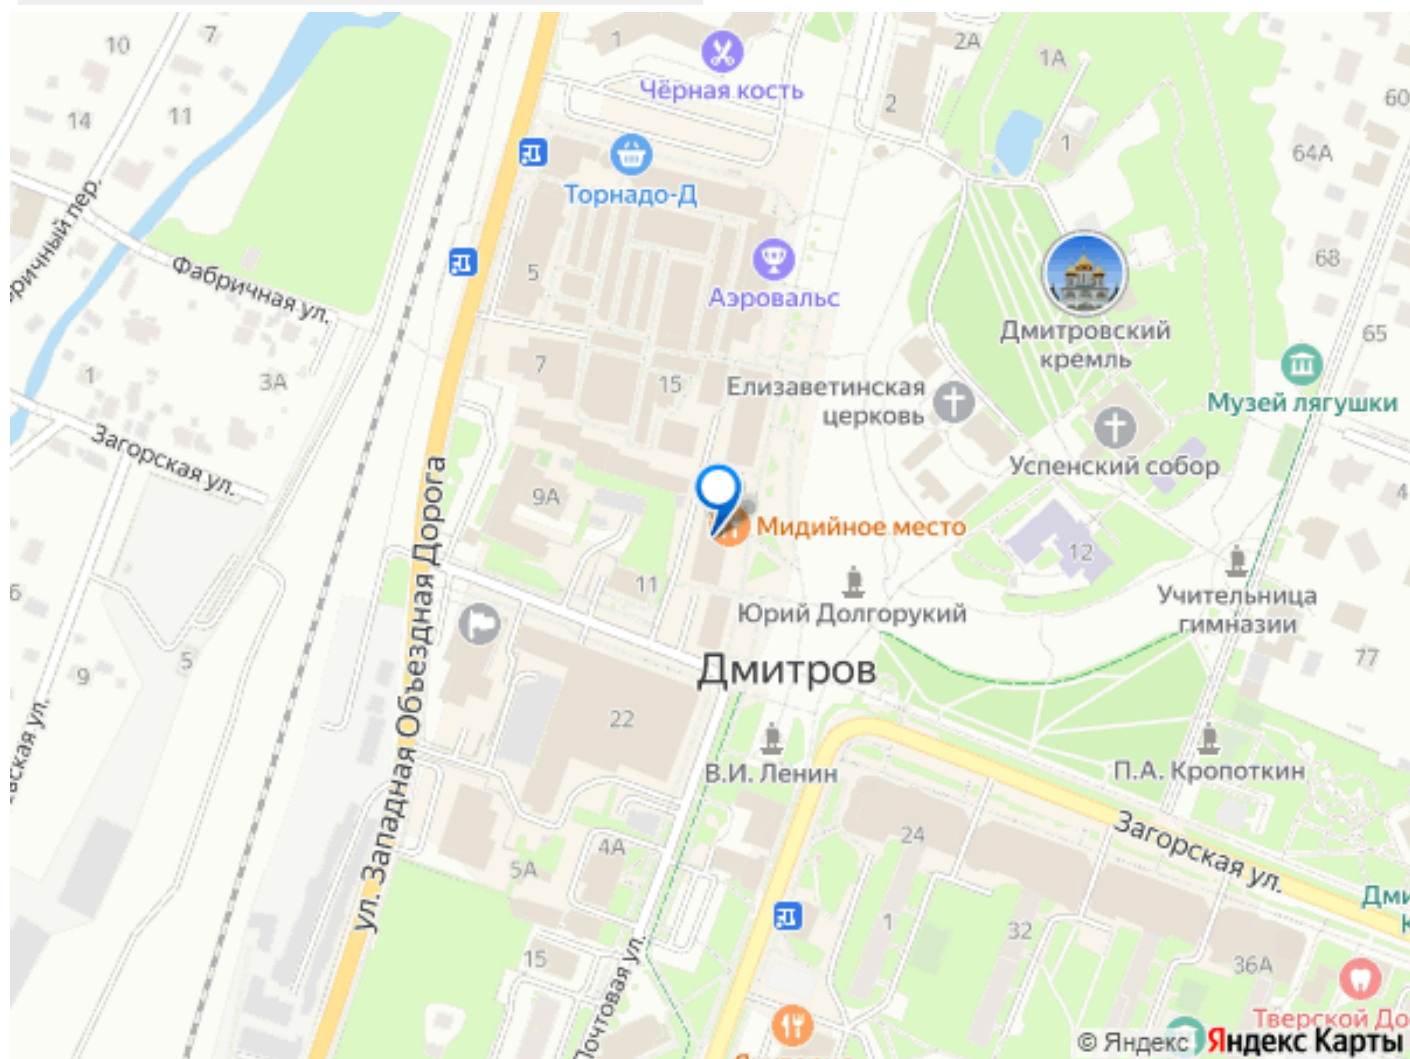 10
7
1
2А
1А
Чёрная кость
60
14
11
2
1
64А
Торнадо-Д
5
68
Фабричная ул.
Аэровальс
Дмитровский
кремль
65
1
3А
7
15
Елизаветинская
церковь
Музей лягушки
Загорская ул.
Успенский собор
9А
4
Мидийное место
12
11
Юрий Долгорукий
Учительница
гимназии
ул. Западная Объездная Дорога
9
5
Дмитров
77
22
В.И. Ленин
П.А. Кропоткин
24
Загорская ул.
4А
5А
1
32
15
36А
Почтовая ул.
Тверской До
© Яндекс Яндекс Карты